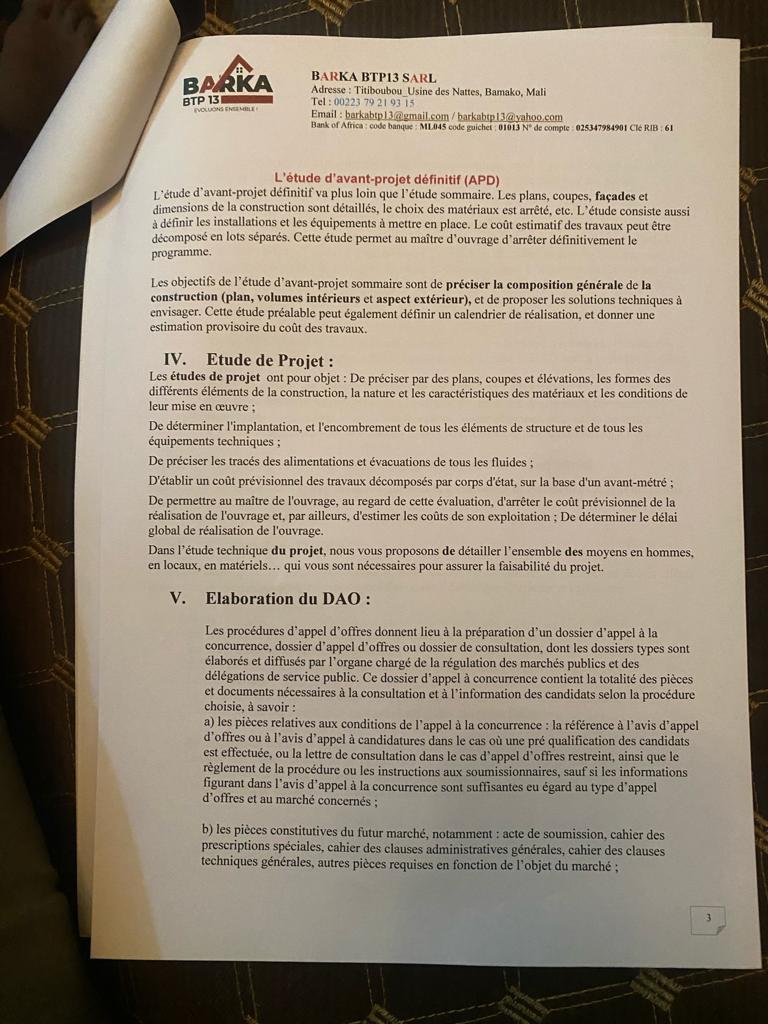 BARKA
BTP 13
EVOLUONS ENSEMBLE !
BARKA BTP13 SARL
Adresse : Titiboubou_Usine des Nattes, Bamako, Mali
Tel : 00223 79 21 93 15
Email : barkabtp13@gmail.com / barkabtp13@yahoo.com
Bank of Africa : code banque : ML045 code guichet : 01013 N° de compte : 025347984901 Clé RIB : 61
L'étude d'avant-projet définitif (APD)
L'étude d'avant-projet définitif va plus loin que l'étude sommaire. Les plans, coupes, façades et
dimensions de la construction sont détaillés, le choix des matériaux est arrêté, etc. L'étude consiste aussi
à définir les installations et les équipements à mettre en place. Le coût estimatif des travaux peut être
décomposé en lots séparés. Cette étude permet au maître d'ouvrage d'arrêter définitivement le
programme.
Les objectifs de l'étude d'avant-projet sommaire sont de préciser la composition générale de la
construction (plan, volumes intérieurs et aspect extérieur), et de proposer les solutions techniques à
envisager. Cette étude préalable peut également définir un calendrier de réalisation, et donner une
estimation provisoire du coût des travaux.
IV. Etude de Projet :
Les études de projet ont pour objet : De préciser par des plans, coupes et élévations, les formes des
différents éléments de la construction, la nature et les caractéristiques des matériaux et les conditions de
leur mise en œuvre ;
De déterminer l'implantation, et l'encombrement de tous les éléments de structure et de tous les
équipements techniques ;
De préciser les tracés des alimentations et évacuations de tous les fluides ;
D'établir un coût prévisionnel des travaux décomposés par corps d'état, sur la base d'un avant-métré ;
De permettre au maître de l'ouvrage, au regard de cette évaluation, d'arrêter le coût prévisionnel de la
réalisation de l'ouvrage et, par ailleurs, d'estimer les coûts de son exploitation ; De déterminer le délai
global de réalisation de l'ouvrage.
Dans l'étude technique du projet, nous vous proposons de détailler l'ensemble des moyens en hommes,
en locaux, en matériels… qui vous sont nécessaires pour assurer la faisabilité du projet.
V. Elaboration du DAO :
Les procédures d'appel d'offres donnent lieu à la préparation d'un dossier d'appel à la
concurrence, dossier d'appel d'offres ou dossier de consultation, dont les dossiers types sont
élaborés et diffusés par l'organe chargé de la régulation des marchés publics et des
délégations de service public. Ce dossier d'appel à concurrence contient la totalité des pièces
et documents nécessaires à la consultation et à l'information des candidats selon la procédure
choisie, à savoir :
a) les pièces relatives aux conditions de l'appel à la concurrence : la référence à l'avis d'appel
d'offres ou à l'avis d'appel à candidatures dans le cas où une pré qualification des candidats
est effectuée, ou la lettre de consultation dans le cas d'appel d'offres restreint, ainsi que le
règlement de la procédure ou les instructions aux soumissionnaires, sauf si les informations
figurant dans l'avis d'appel à la concurrence sont suffisantes eu égard au type d'appel
d'offres et au marché concernés ;
b) les pièces constitutives du futur marché, notamment : acte de soumission, cahier des
prescriptions spéciales, cahier des clauses administratives générales, cahier des clauses
techniques générales, autres pièces requises en fonction de l'objet du marché ;
3